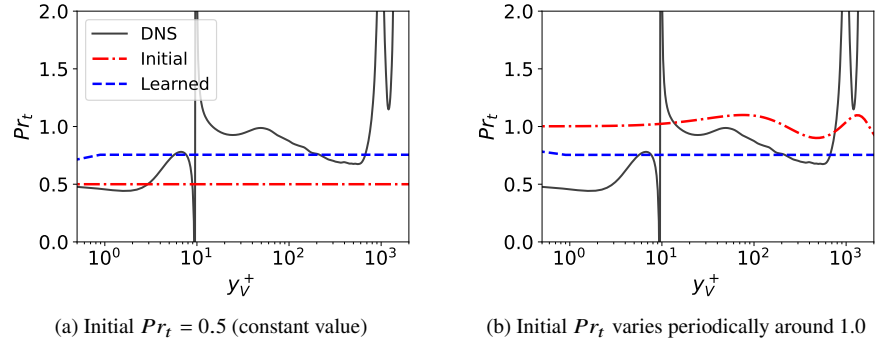 2.0
1.5
1.0
0.5
0.0
Pr_t
DNS
Initial
Learned
10^0
10^1
10^2
10^3
y_V^+
(a) Initial Pr_t = 0.5 (constant value)
2.0
1.5
1.0
0.5
0.0
Pr_t
10^0
10^1
10^2
10^3
y_V^+
(b) Initial Pr_t varies periodically around 1.0